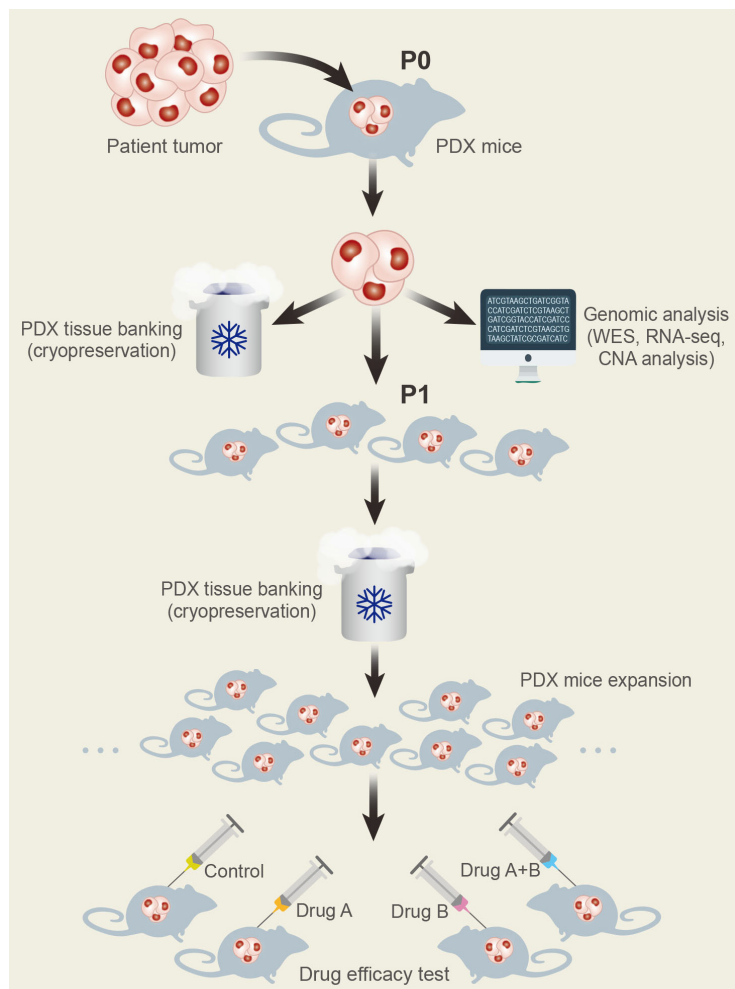 P0
Patient tumor
PDX mice
PDX tissue banking
(cryopreservation)
ATCGTAAGCTGATCGGTA
CCATCGATCTCGTAAGCT
GATCGGTACCATCGATCC
CATCGATCTCGTAAGCTG
TAAGCTATCGCGATCATC
Genomic analysis
(WES, RNA-seq,
CNA analysis)
P1
PDX tissue banking
(cryopreservation)
PDX mice expansion
Control
Drug A
Drug B
Drug A+B
Drug efficacy test